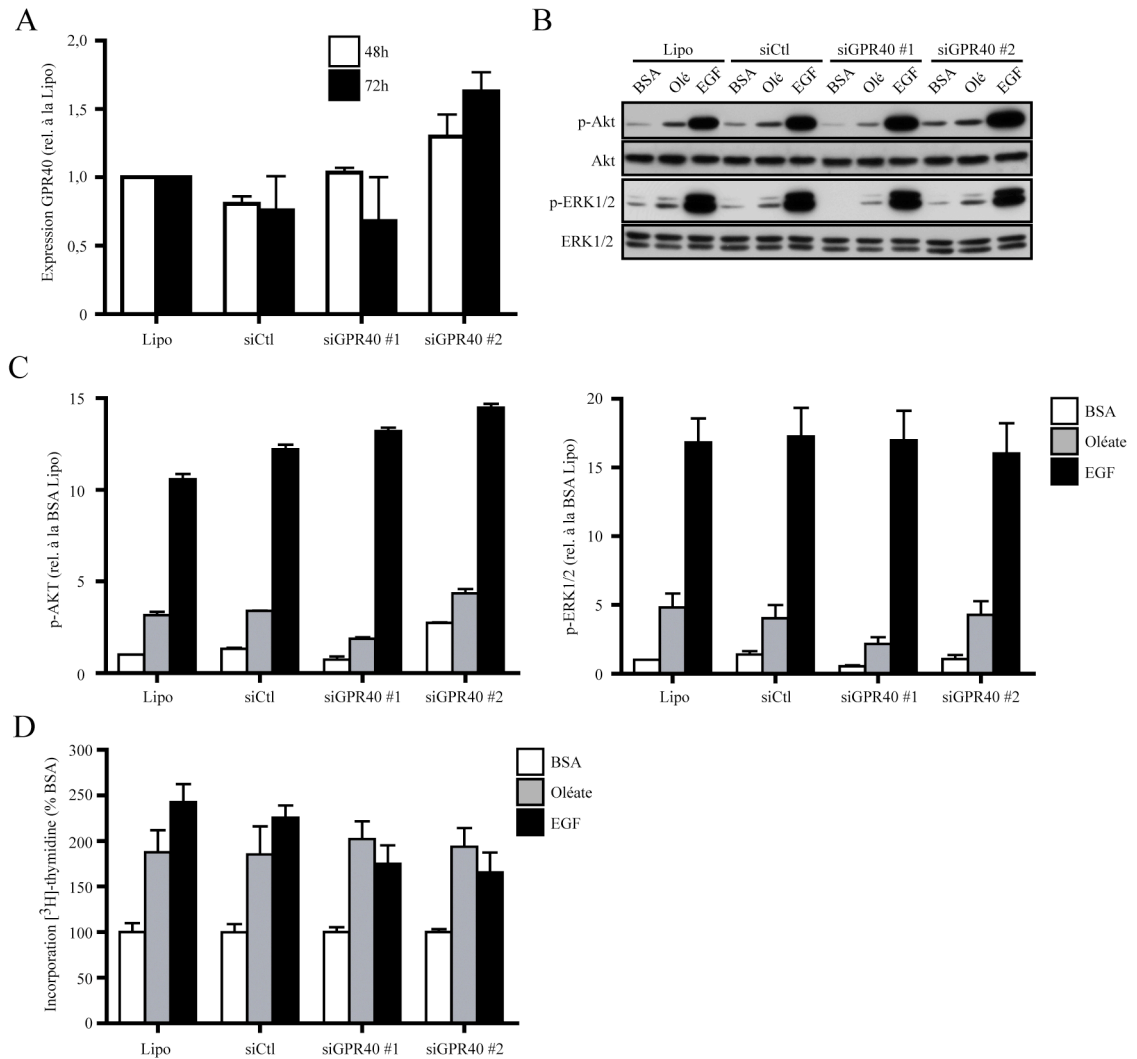 A
Expression GPR40 (rel. à la Lipo)
2.0
1,5
1.0
0,5
0
48h
72h
Lipo
siCtl
siGPR40 #1
siGPR40 #2
B
Lipo
siCtl
siGPR40 #1
siGPR40 #2
BSA
Olé
EGF
BSA
Olé
EGF
BSA
Olé
EGF
BSA
Olé
EGF
p-Akt
Akt
p-ERK1/2
ERK1/2
C
p-AKT (rel. à la BSA Lipo)
15
10
5
0
Lipo
siCtl
siGPR40 #1
siGPR40 #2
p-ERK1/2 (rel. à la BSA Lipo)
20
15
10
5
0
Lipo
siCtl
siGPR40 #1
siGPR40 #2
BSA
Oléate
EGF
D
Incorporation [³H]-thymidine (% BSA)
300
250
200
150
100
50
0
Lipo
siCtl
siGPR40 #1
siGPR40 #2
BSA
Oléate
EGF